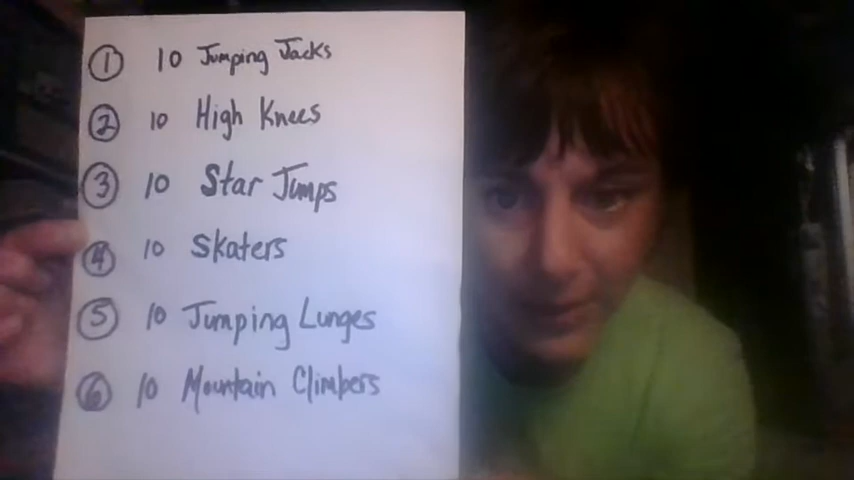 ① 10 Jumping Jacks
② 10 High Knees
③ 10 Star Jumps
④ 10 Skaters
⑤ 10 Jumping Lunges
⑥ 10 Mountain Climbers